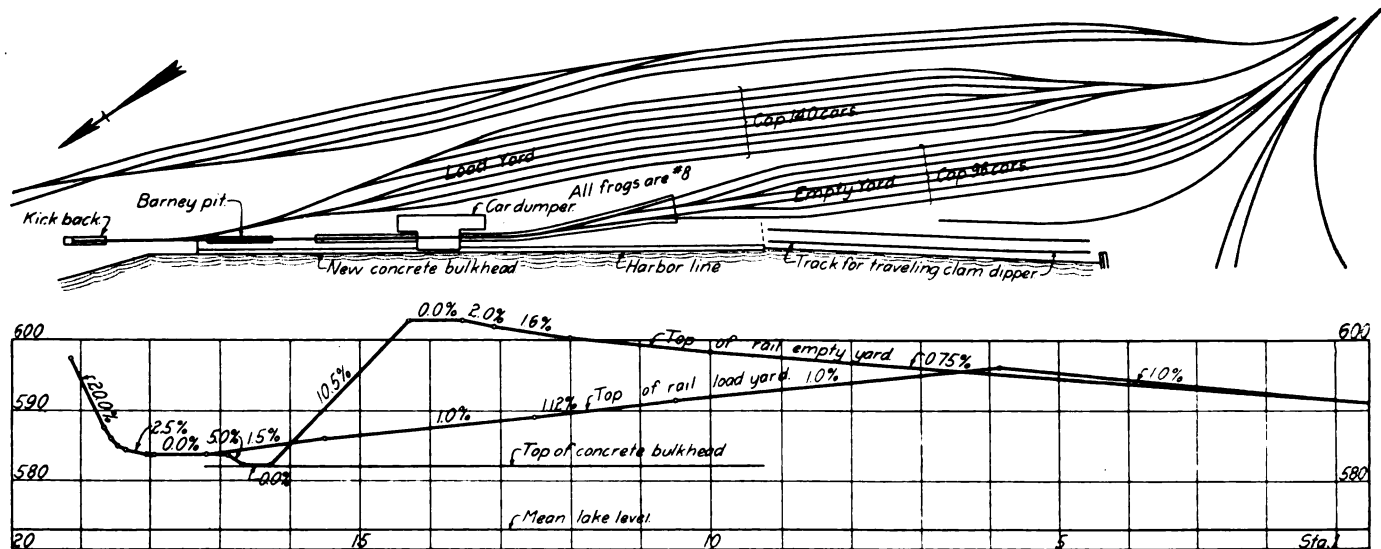 Cap 140 cars.
Load Yard
All frogs are #8
Empty Yard
Cap 96 cars.
Kick back.
Barney pit.
Car dumper.
New concrete bulkhead
Harbor line
Track for traveling clam dipper
600
0.0%
2.0%
1.6%
600
Top of rail empty yard
0.75%
1.0%
20.0%
10.5%
Top of rail load yard.
1.0%
590
1.12%
1.0%
2.5%
0.0%
5.0%
1.5%
Top of concrete bulkhead
580
0.0%
580
Mean lake level.
20
15
10
5
Sta. 1